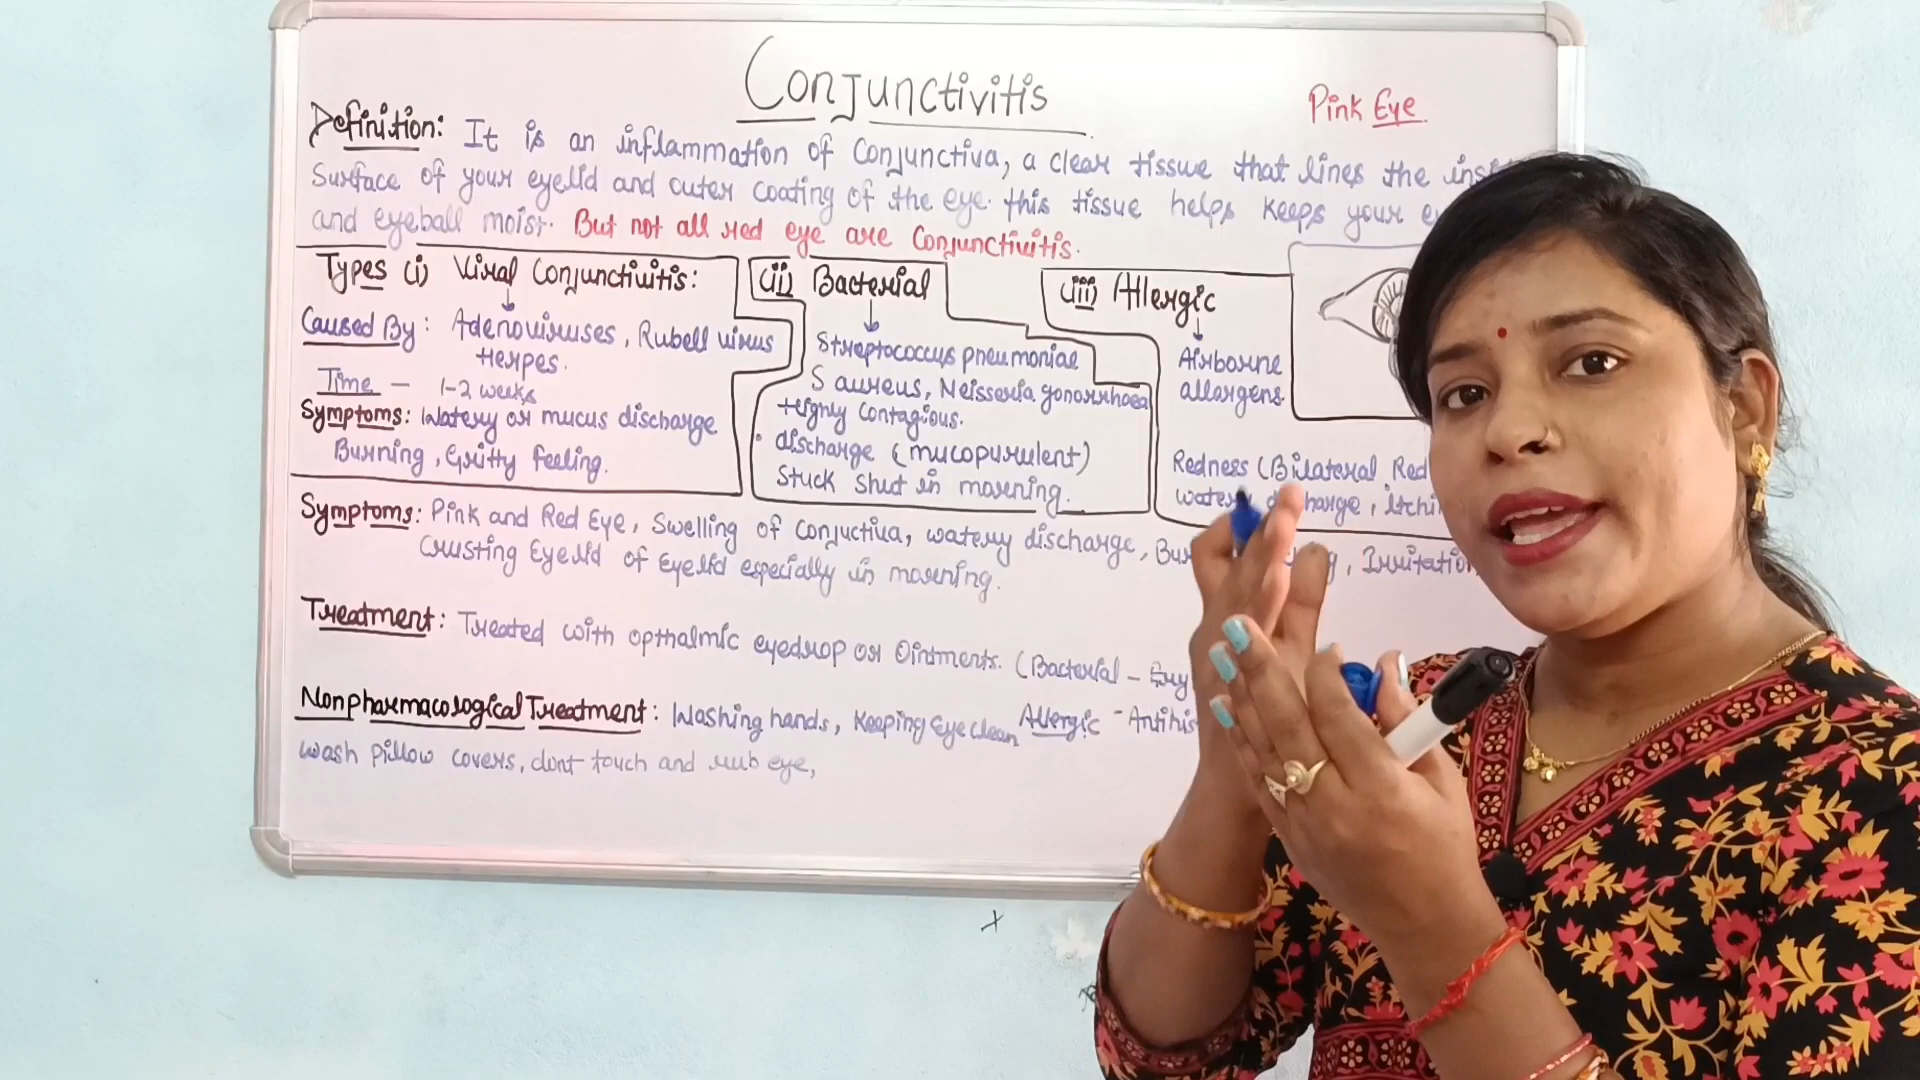 Conjunctivitis
Pink Eye.
Definition: It is an inflammation of Conjunctiva, a clear tissue that lines the
Surface of your eyelid and outer coating of the eye. this tissue helps keeps your
and eyeball moist. But not all red eye are Conjunctivitis.
Types (i) Viral Conjunctivitis:
Caused By: Adenoviruses, Rubell virus
Herpes.
Time - 1-2 weeks
Symptoms: Watery or mucus discharge
Burning, Gritty feeling.
(ii) Bacterial
Streptococcus pneumoniae
S aureus, Neisseria gonorrhoea
Highly Contagious.
discharge (mucopurulent)
Stuck shut in morning.
(iii) Allergic
Airborne
allargens.
Redness (Bilateral
watery discharge,
Symptoms: Pink and Red Eye, Swelling of Conjuctiva, watery discharge,
Crusting Eyelid of Eyelid especially in morning.
Treatment: Treated with opthalmic eyedrop or Ointments. (Bacterial -
Nonpharmacological Treatment: Washing hands, Keeping Eye clean Allergic -
wash pillow covers, dont touch and rub eye,